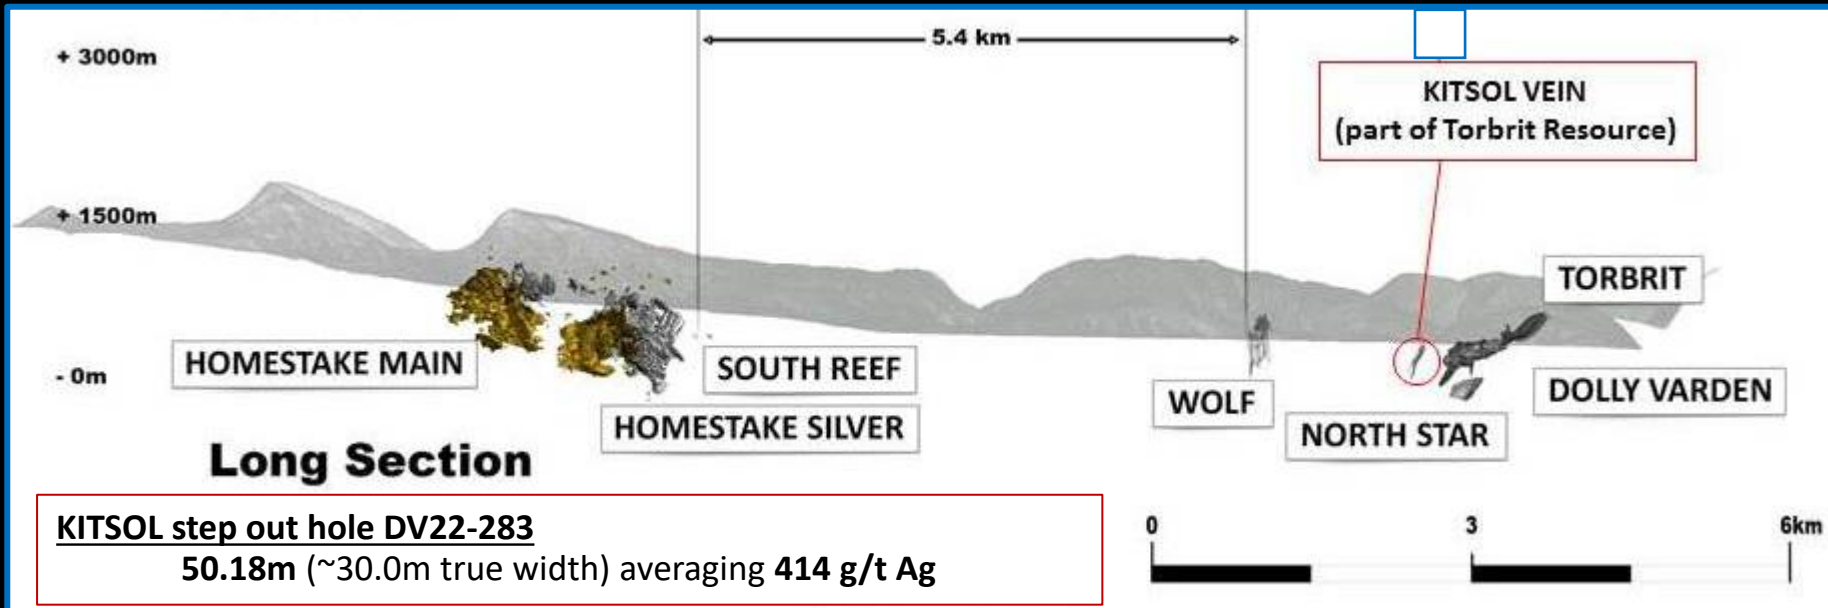 + 3000m
5.4 km
KITSOL VEIN
(part of Torbrit Resource)
+ 1500m
TORBRIT
HOMESTAKE MAIN
SOUTH REEF
- 0m
DOLLY VARDEN
WOLF
HOMESTAKE SILVER
NORTH STAR
Long Section
KITSOL step out hole DV22-283
50.18m (~30.0m true width) averaging 414 g/t Ag
0 3 6km